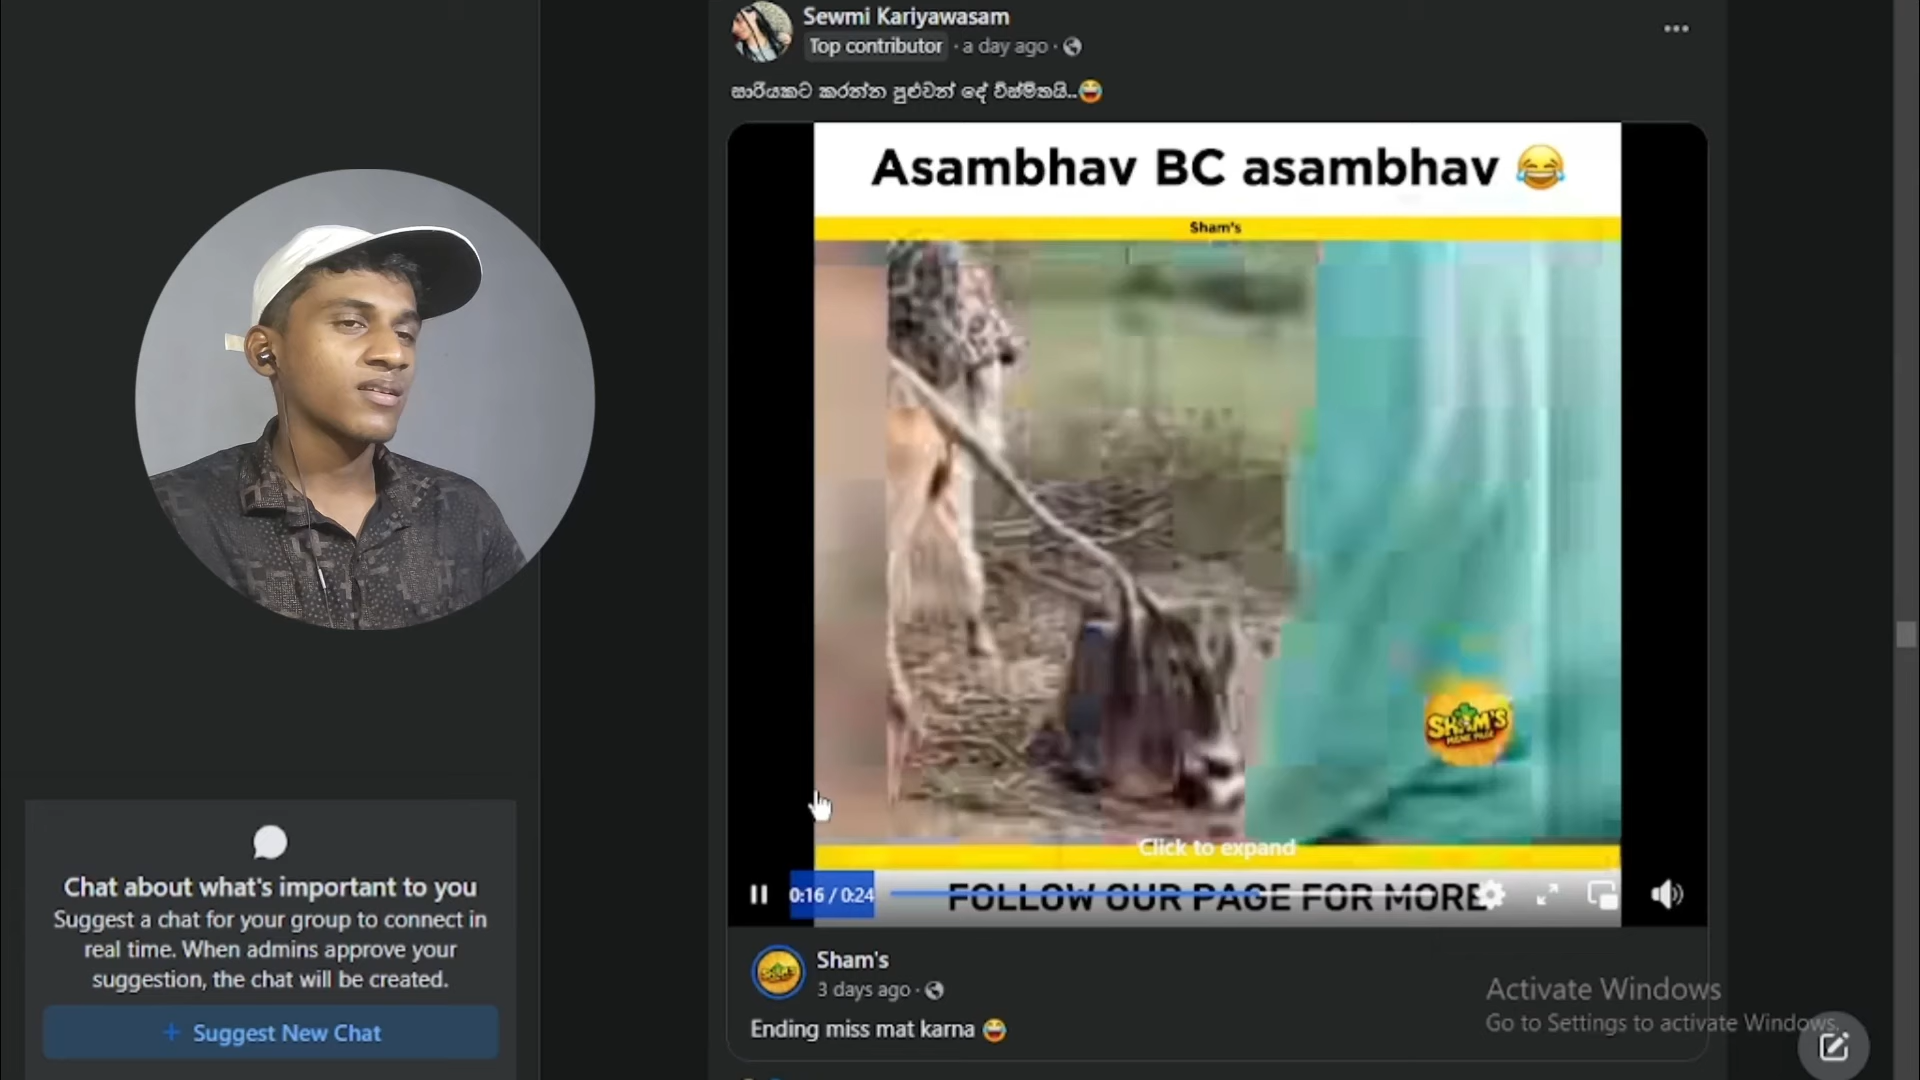 Sewmi Kariyawasam
Top contributor · a day ago ·
සාරියකට කරන්න පුළුවන් දේ විස්මිතයි..😆
Asambhav BC asambhav 😂
Sham's
SHAM'S
Click to expand
0:16 / 0:24
FOLLOW OUR PAGE FOR MORE
Sham's
3 days ago ·
Ending miss mat karna 😆
Chat about what's important to you
Suggest a chat for your group to connect in
real time. When admins approve your
suggestion, the chat will be created.
+ Suggest New Chat
Activate Windows
Go to Settings to activate Windows.